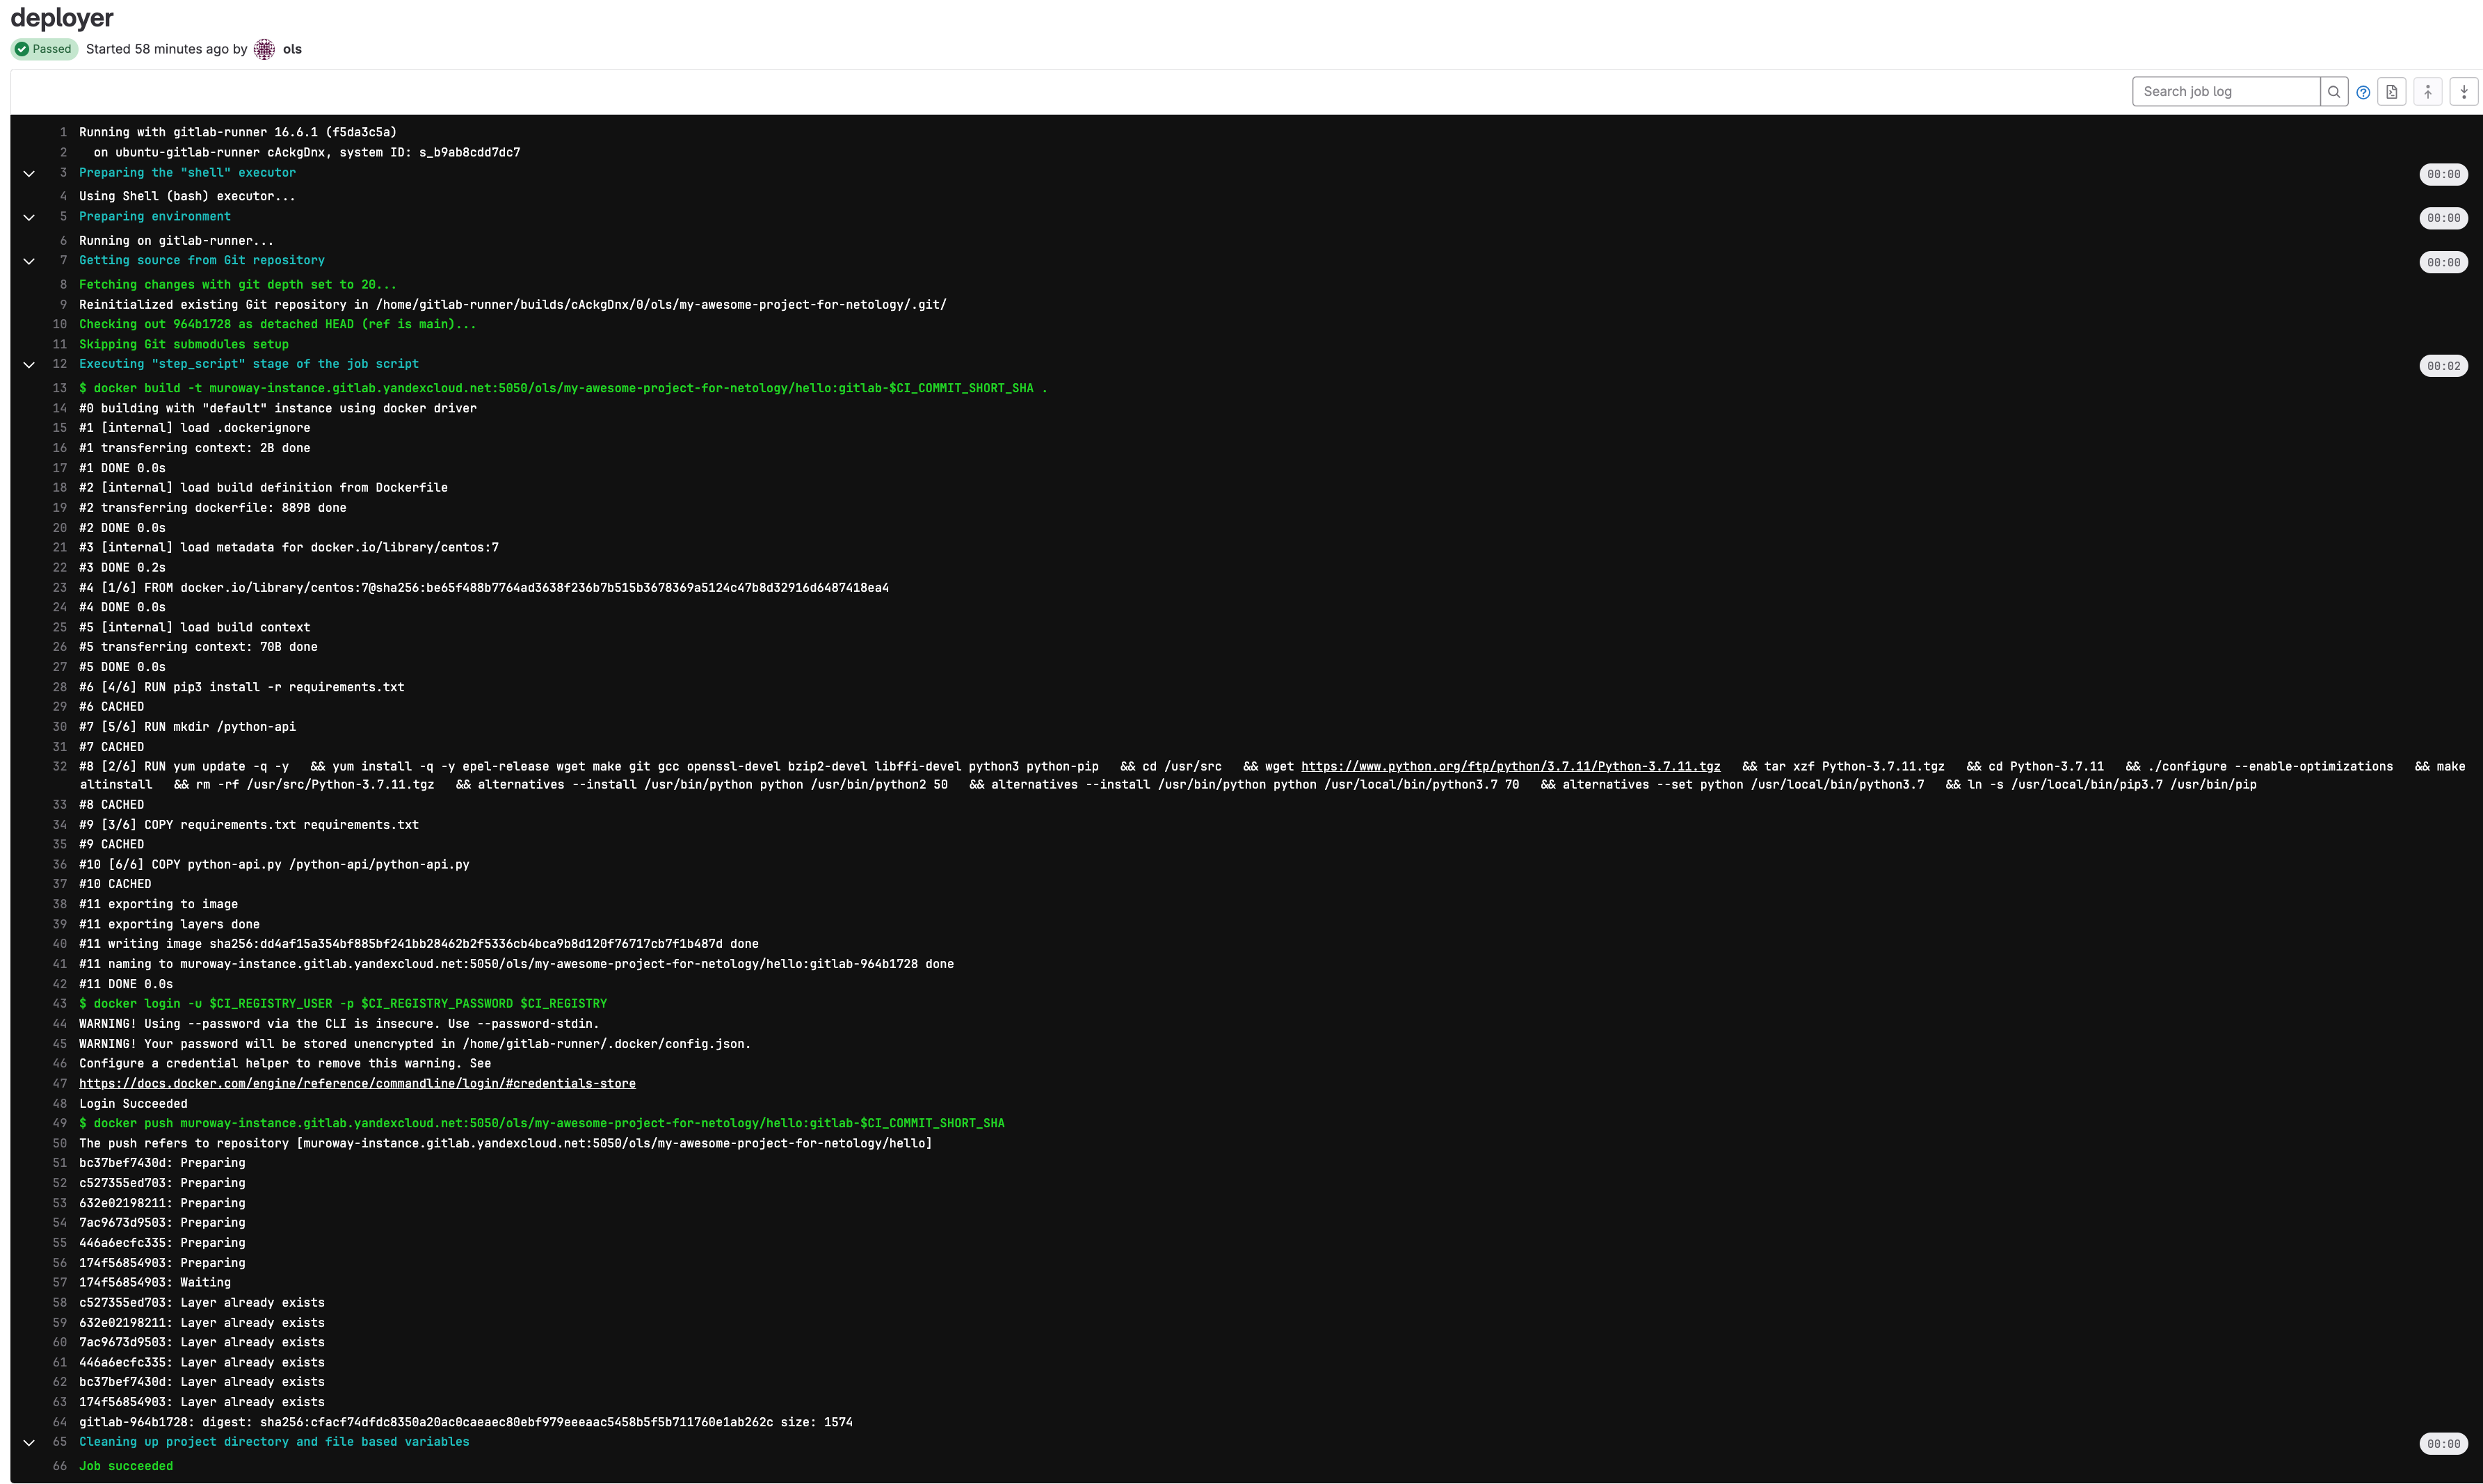 deployer
Passed Started 58 minutes ago by ols
Search job log
1 Running with gitlab-runner 16.6.1 (f5da3c5a)
2 on ubuntu-gitlab-runner cAckgDnx, system ID: s_b9ab8cdd7dc7
3 Preparing the "shell" executor 00:00
4 Using Shell (bash) executor...
5 Preparing environment 00:00
6 Running on gitlab-runner...
7 Getting source from Git repository 00:00
8 Fetching changes with git depth set to 20...
9 Reinitialized existing Git repository in /home/gitlab-runner/builds/cAckgDnx/0/ols/my-awesome-project-for-netology/.git/
10 Checking out 964b1728 as detached HEAD (ref is main)...
11 Skipping Git submodules setup
12 Executing "step_script" stage of the job script 00:02
13 $ docker build -t muroway-instance.gitlab.yandexcloud.net:5050/ols/my-awesome-project-for-netology/hello:gitlab-$CI_COMMIT_SHORT_SHA .
14 #0 building with "default" instance using docker driver
15 #1 [internal] load .dockerignore
16 #1 transferring context: 2B done
17 #1 DONE 0.0s
18 #2 [internal] load build definition from Dockerfile
19 #2 transferring dockerfile: 889B done
20 #2 DONE 0.0s
21 #3 [internal] load metadata for docker.io/library/centos:7
22 #3 DONE 0.2s
23 #4 [1/6] FROM docker.io/library/centos:7@sha256:be65f488b7764ad3638f236b7b515b3678369a5124c47b8d32916d6487418ea4
24 #4 DONE 0.0s
25 #5 [internal] load build context
26 #5 transferring context: 70B done
27 #5 DONE 0.0s
28 #6 [4/6] RUN pip3 install -r requirements.txt
29 #6 CACHED
30 #7 [5/6] RUN mkdir /python-api
31 #7 CACHED
32 #8 [2/6] RUN yum update -q -y && yum install -q -y epel-release wget make git gcc openssl-devel bzip2-devel libffi-devel python3 python-pip && cd /usr/src && wget https://www.python.org/ftp/python/3.7.11/Python-3.7.11.tgz && tar xzf Python-3.7.11.tgz && cd Python-3.7.11 && ./configure --enable-optimizations && make
altinstall && rm -rf /usr/src/Python-3.7.11.tgz && alternatives --install /usr/bin/python python /usr/bin/python2 50 && alternatives --install /usr/bin/python python /usr/local/bin/python3.7 70 && alternatives --set python /usr/local/bin/python3.7 && ln -s /usr/local/bin/pip3.7 /usr/bin/pip
33 #8 CACHED
34 #9 [3/6] COPY requirements.txt requirements.txt
35 #9 CACHED
36 #10 [6/6] COPY python-api.py /python-api/python-api.py
37 #10 CACHED
38 #11 exporting to image
39 #11 exporting layers done
40 #11 writing image sha256:dd4af15a354bf885bf241bb28462b2f5336cb4bca9b8d120f76717cb7f1b487d done
41 #11 naming to muroway-instance.gitlab.yandexcloud.net:5050/ols/my-awesome-project-for-netology/hello:gitlab-964b1728 done
42 #11 DONE 0.0s
43 $ docker login -u $CI_REGISTRY_USER -p $CI_REGISTRY_PASSWORD $CI_REGISTRY
44 WARNING! Using --password via the CLI is insecure. Use --password-stdin.
45 WARNING! Your password will be stored unencrypted in /home/gitlab-runner/.docker/config.json.
46 Configure a credential helper to remove this warning. See
47 https://docs.docker.com/engine/reference/commandline/login/#credentials-store
48 Login Succeeded
49 $ docker push muroway-instance.gitlab.yandexcloud.net:5050/ols/my-awesome-project-for-netology/hello:gitlab-$CI_COMMIT_SHORT_SHA
50 The push refers to repository [muroway-instance.gitlab.yandexcloud.net:5050/ols/my-awesome-project-for-netology/hello]
51 bc37bef7430d: Preparing
52 c527355ed703: Preparing
53 632e02198211: Preparing
54 7ac9673d9503: Preparing
55 446a6ecfc335: Preparing
56 174f56854903: Preparing
57 174f56854903: Waiting
58 c527355ed703: Layer already exists
59 632e02198211: Layer already exists
60 7ac9673d9503: Layer already exists
61 446a6ecfc335: Layer already exists
62 bc37bef7430d: Layer already exists
63 174f56854903: Layer already exists
64 gitlab-964b1728: digest: sha256:cfacf74dfdc8350a20ac0caeaec80ebf979eeeaac5458b5f5b711760e1ab262c size: 1574
65 Cleaning up project directory and file based variables 00:00
66 Job succeeded